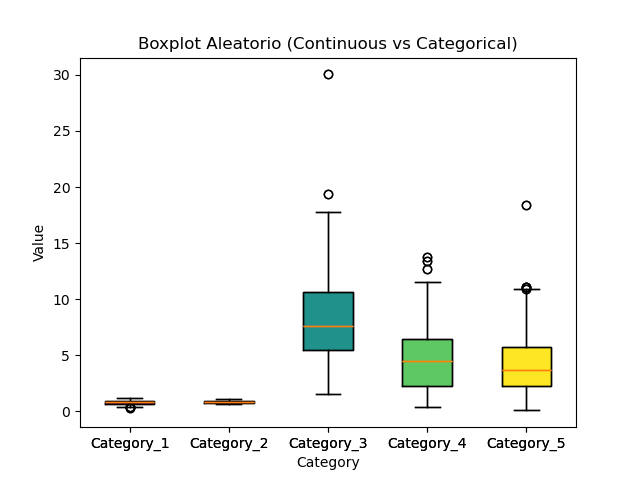 Boxplot Aleatorio (Continuous vs Categorical)
30
25
20
15
10
5
0
Value
Category_1 Category_2 Category_3 Category_4 Category_5
Category